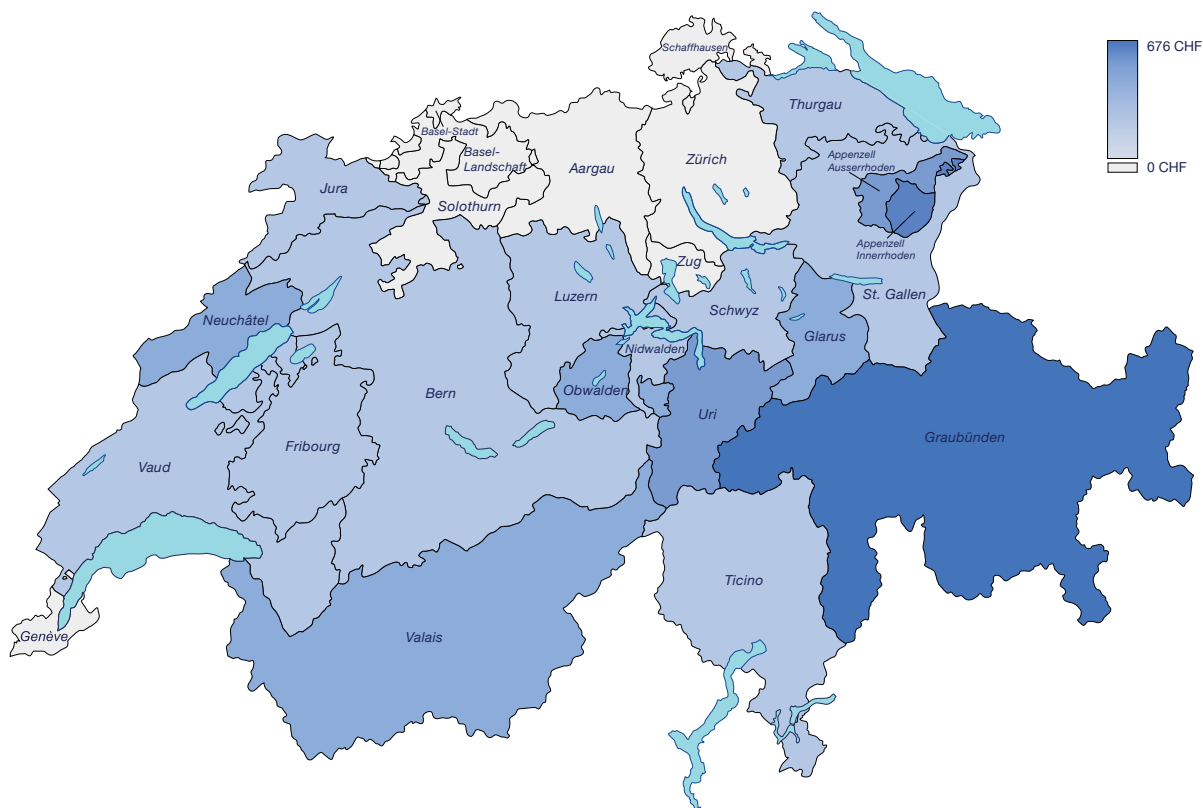 Schaffhausen
676 CHF
Thurgau
Basel-Stadt
Basel-
Landschaft
Aargau
Zürich
Appenzell
Ausserrhoden
0 CHF
Jura
Solothurn
Appenzell
Innerrhoden
Zug
Luzern
St. Gallen
Schwyz
Neuchâtel
Nidwalden
Glarus
Bern
Obwalden
Uri
Graubünden
Fribourg
Vaud
Ticino
Genève
Valais